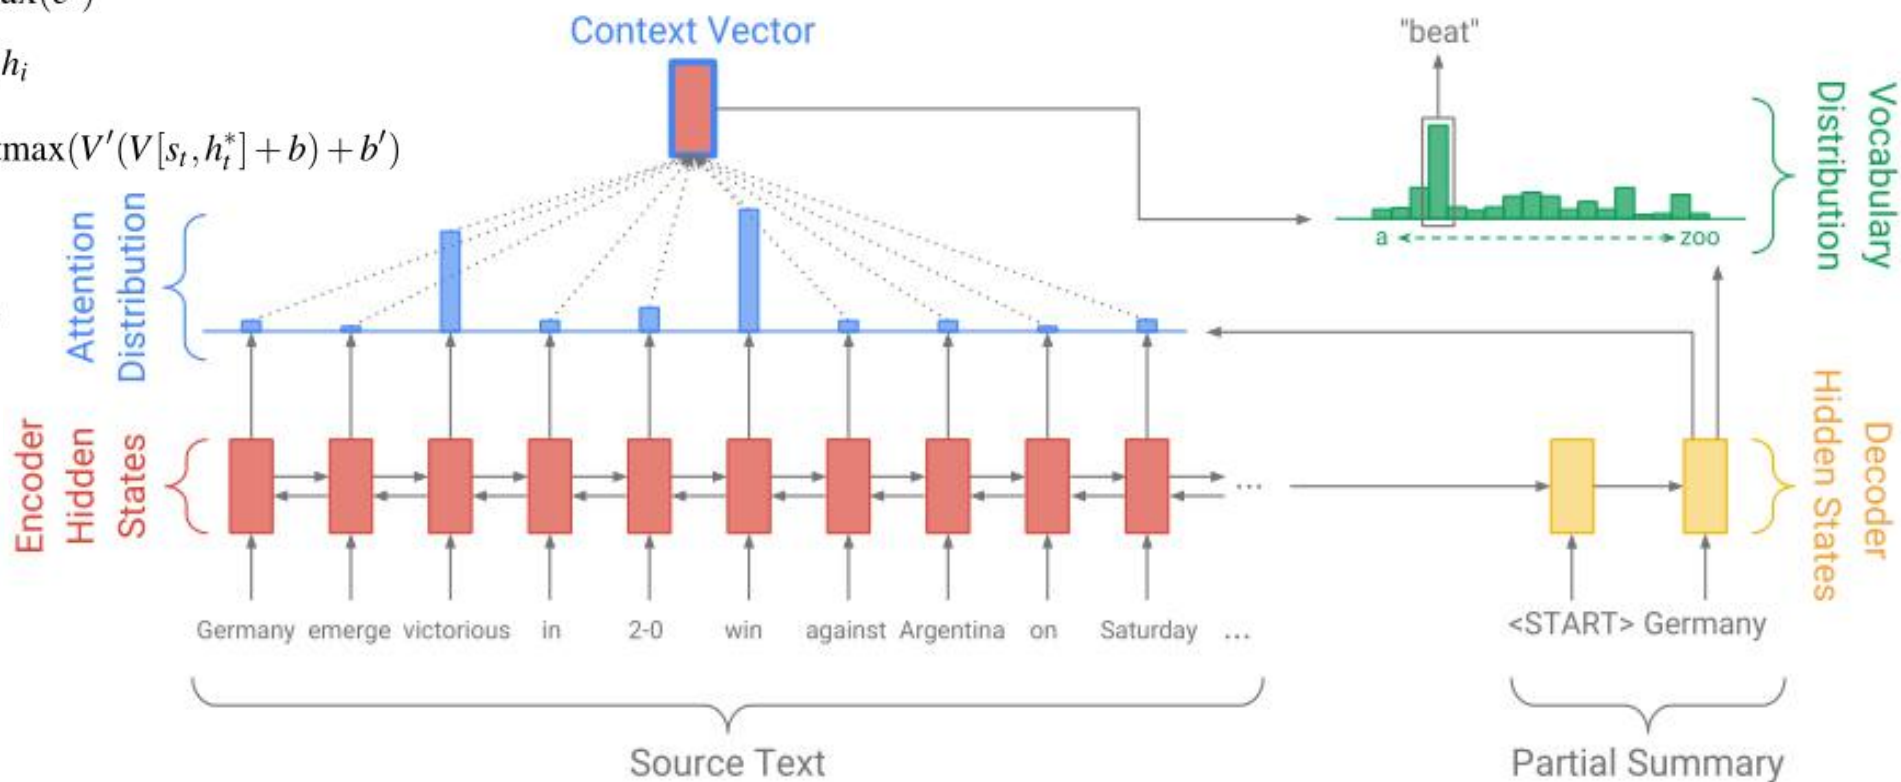 h_i
max(V′(V[s_t, h_t^*] + b) + b′)
Context Vector
"beat"
Vocabulary
Distribution
a
zoo
Attention
Distribution
Encoder
Hidden
States
Decoder
Hidden States
Germany emerge victorious in 2-0 win against Argentina on Saturday ...
...
<START> Germany
Source Text
Partial Summary